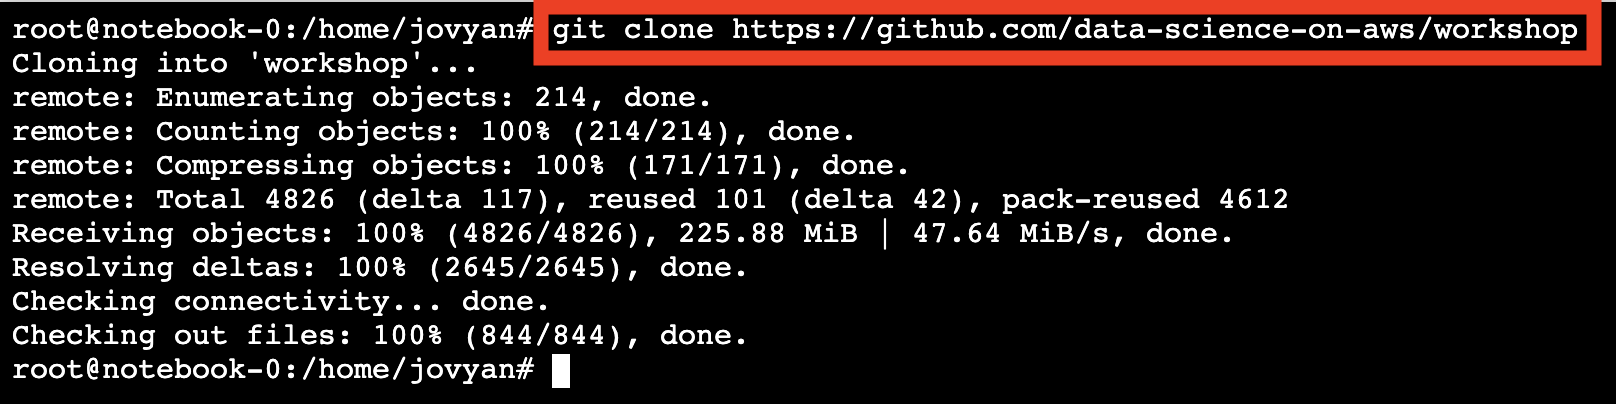 root@notebook-0:/home/jovyan# git clone https://github.com/data-science-on-aws/workshop
Cloning into 'workshop'...
remote: Enumerating objects: 214, done.
remote: Counting objects: 100% (214/214), done.
remote: Compressing objects: 100% (171/171), done.
remote: Total 4826 (delta 117), reused 101 (delta 42), pack-reused 4612
Receiving objects: 100% (4826/4826), 225.88 MiB | 47.64 MiB/s, done.
Resolving deltas: 100% (2645/2645), done.
Checking connectivity... done.
Checking out files: 100% (844/844), done.
root@notebook-0:/home/jovyan#